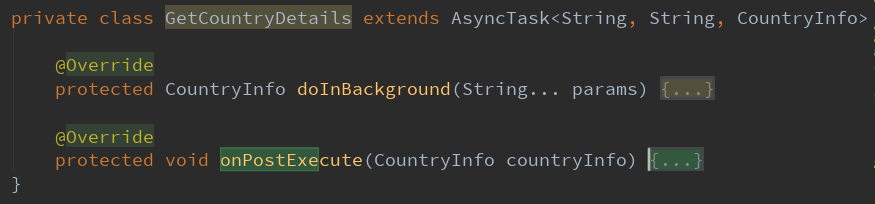 private class GetCountryDetails extends AsyncTask<String, String, CountryInfo>
@Override
protected CountryInfo doInBackground(String... params) {...}
@Override
protected void onPostExecute(CountryInfo countryInfo) {...}
}